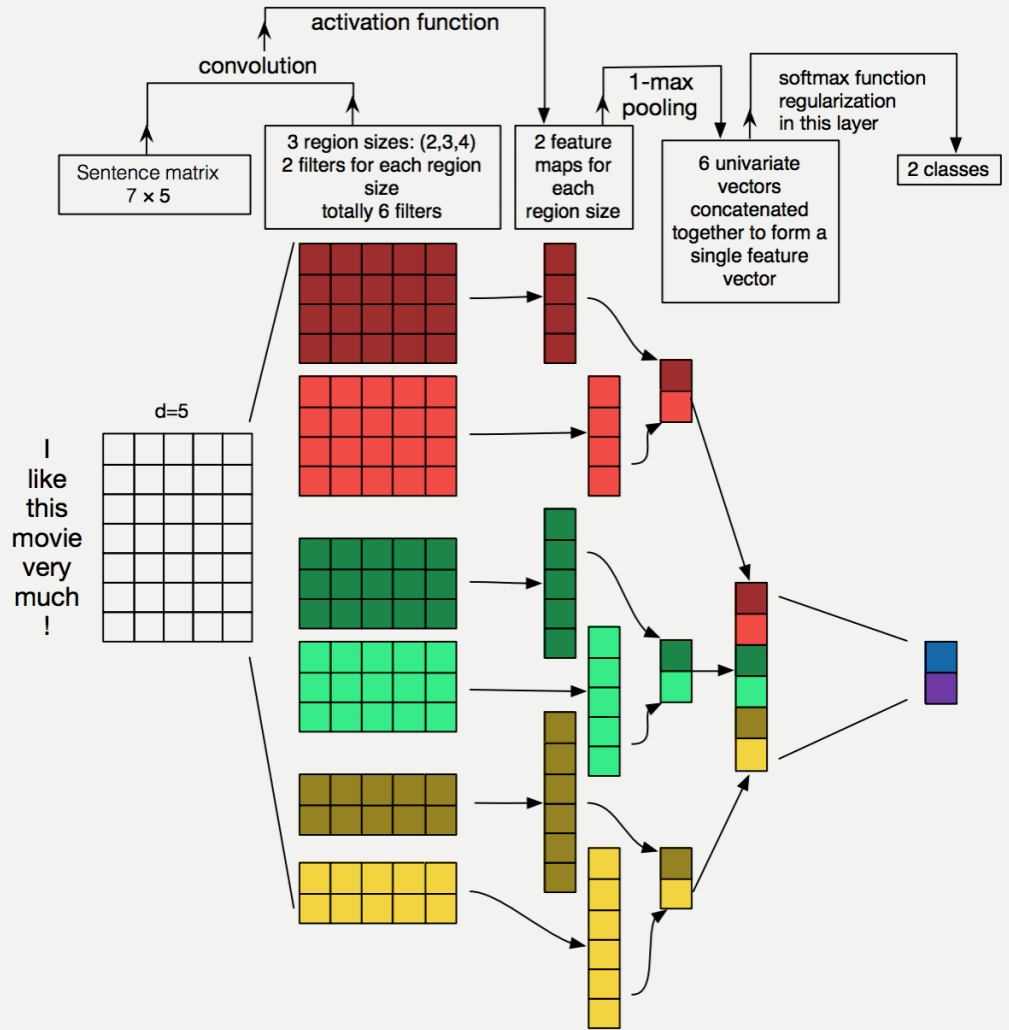 activation function
convolution
1-max
pooling
softmax function
regularization
in this layer
Sentence matrix
7 × 5
3 region sizes: (2,3,4)
2 filters for each region
size
totally 6 filters
2 feature
maps for
each
region size
6 univariate
vectors
concatenated
together to form a
single feature
vector
2 classes
d=5
I
like
this
movie
very
much
!